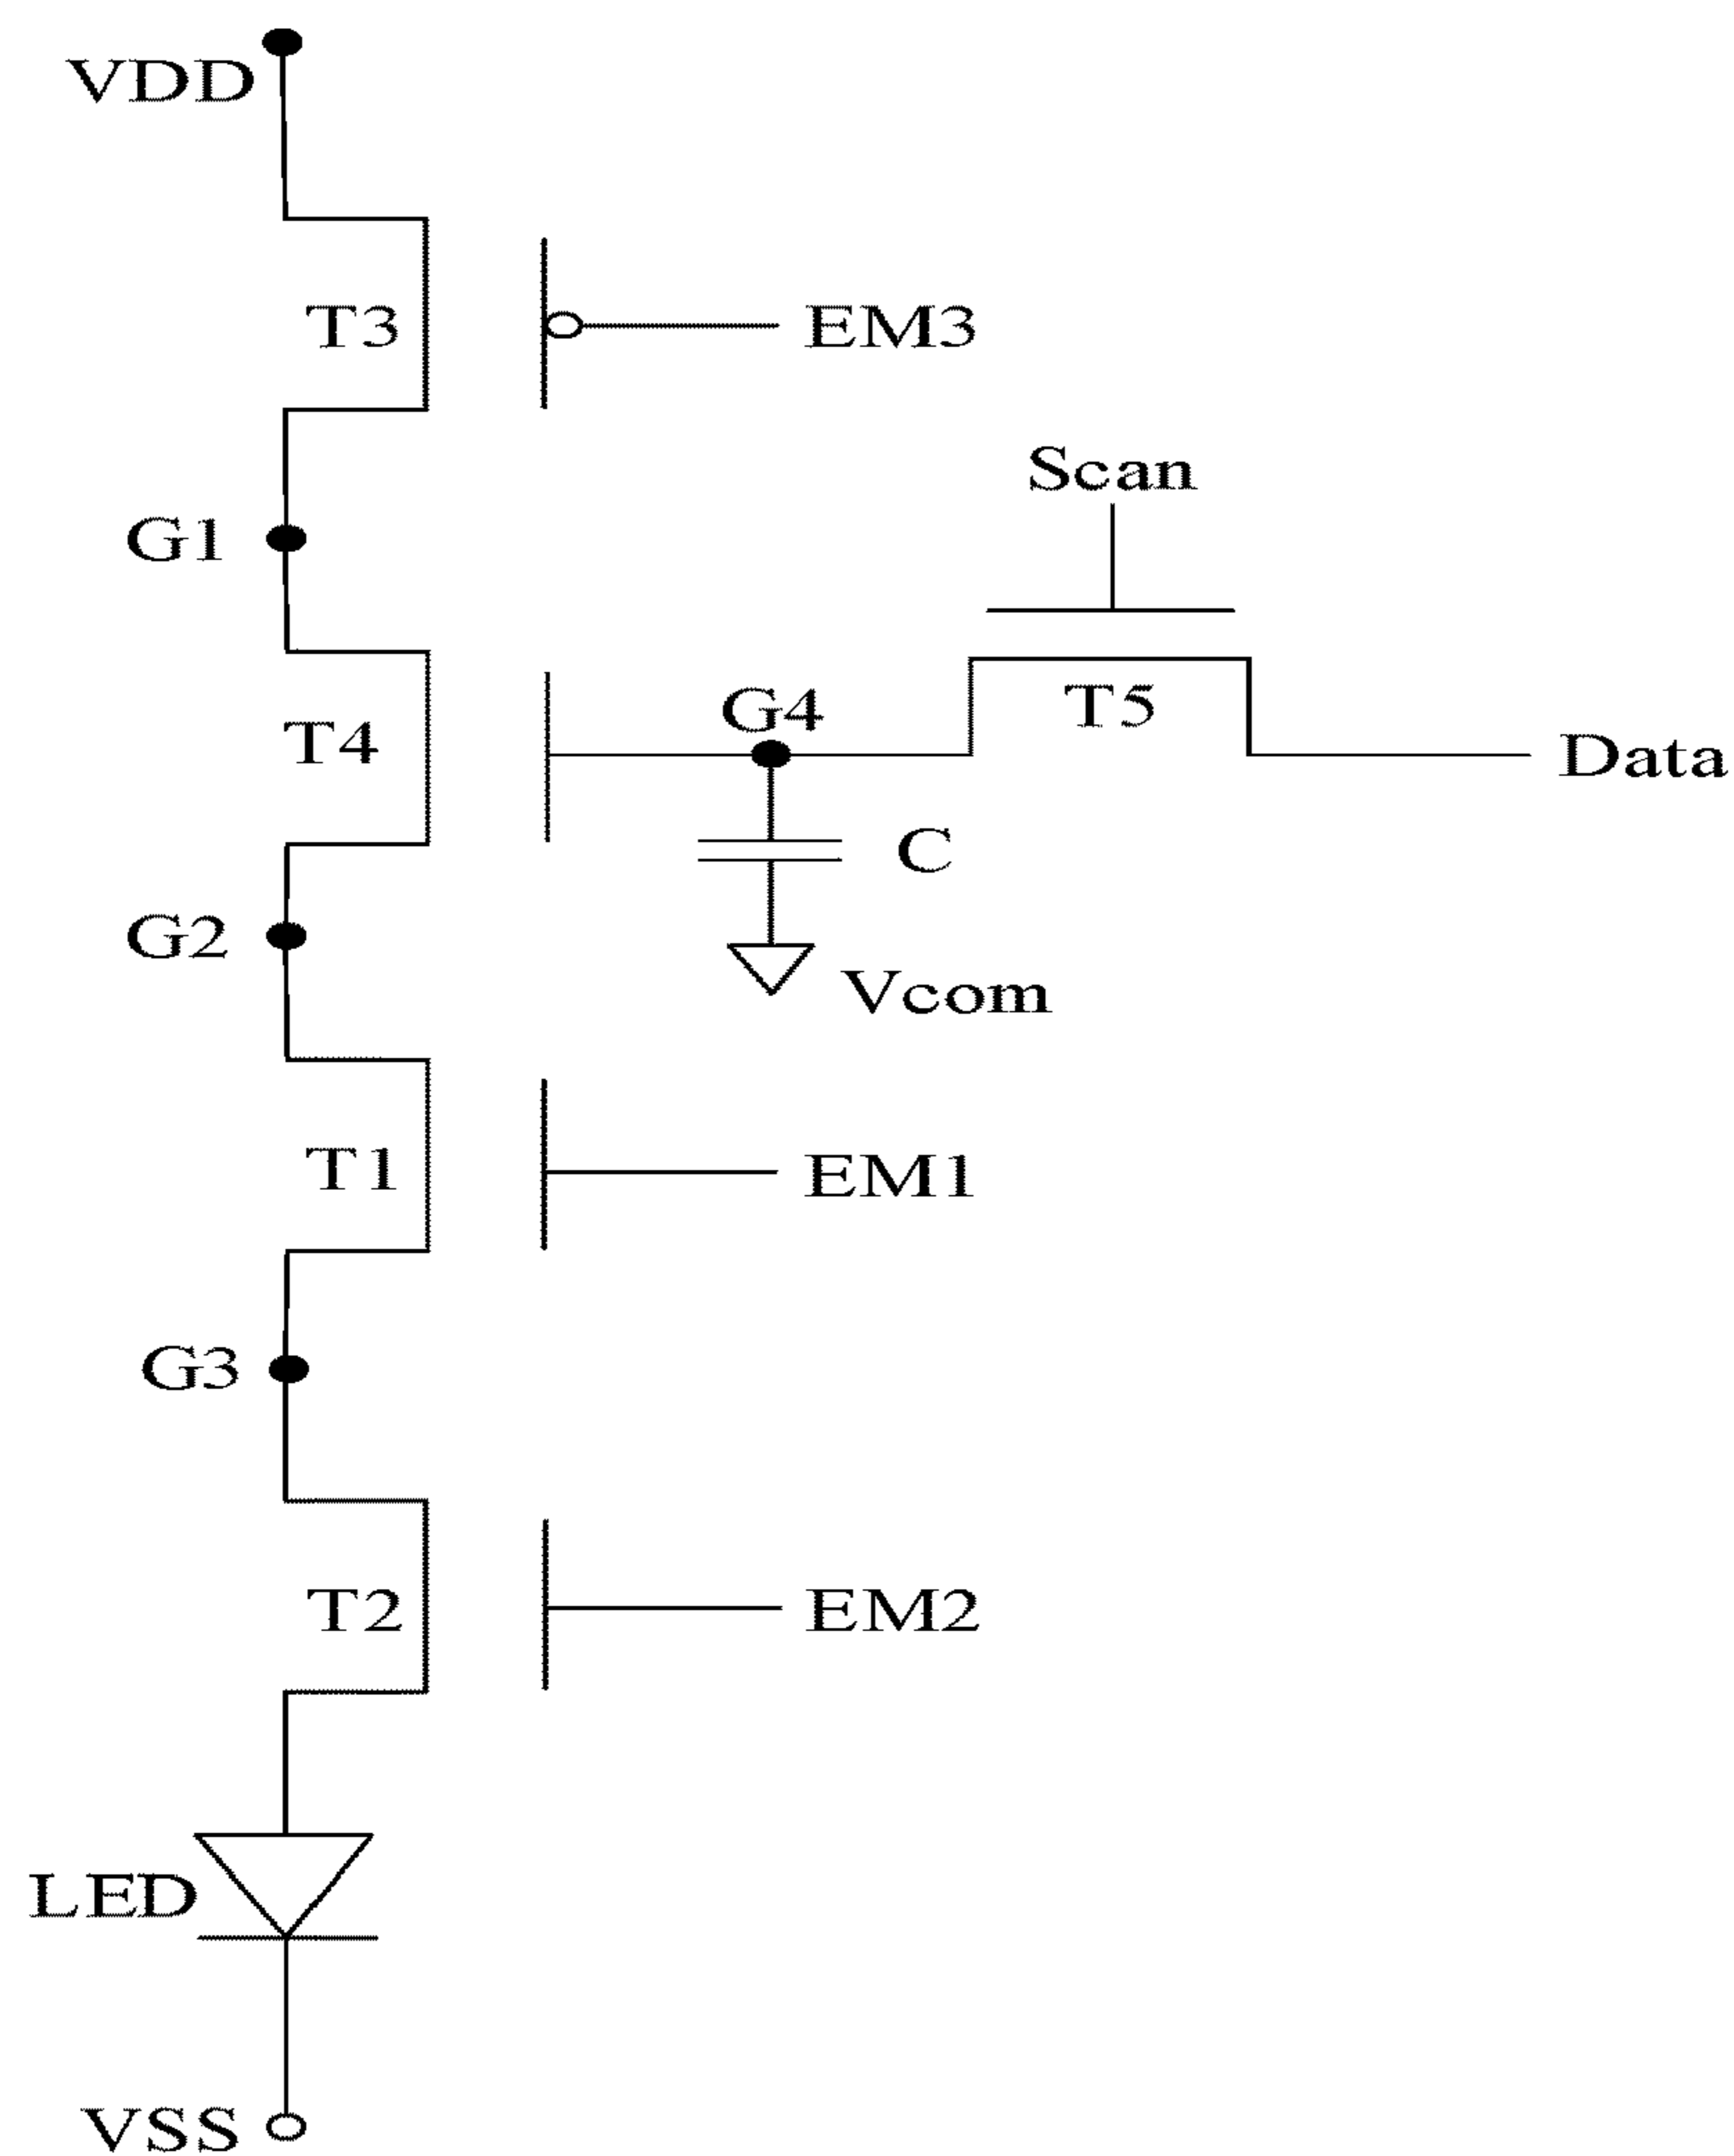 VDD
T3
EM3
Scan
G1
G4
T5
T4
Data
C
G2
Vcom
T1
EM1
G3
T2
EM2
LED
VSS